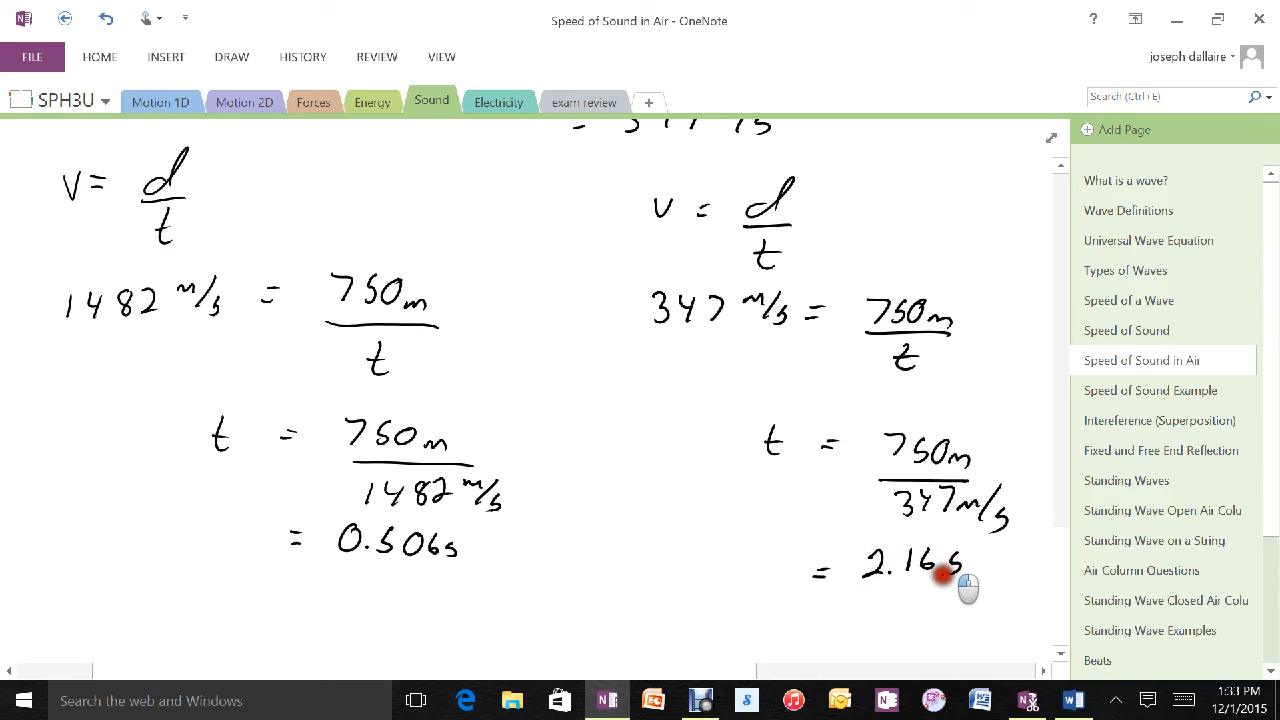 Speed of Sound in Air - OneNote
FILE HOME INSERT DRAW HISTORY REVIEW VIEW
joseph dallaire
SPH3U Motion 1D Motion 2D Forces Energy Sound Electricity exam review
Search (Ctrl+E)
v = d/t
1482 m/s = 750m/t
t = 750m/1482 m/s
= 0.506s
v = d/t
347 m/s = 750m/t
t = 750m/347m/s
= 2.16s
Add Page
What is a wave?
Wave Definitions
Universal Wave Equation
Types of Waves
Speed of a Wave
Speed of Sound
Speed of Sound in Air
Speed of Sound Example
Intereference (Superposition)
Fixed and Free End Reflection
Standing Waves
Standing Wave Open Air Colu
Standing Wave on a String
Air Column Questions
Standing Wave Closed Air Colu
Standing Wave Examples
Beats
Search the web and Windows
1:33 PM
12/1/2015